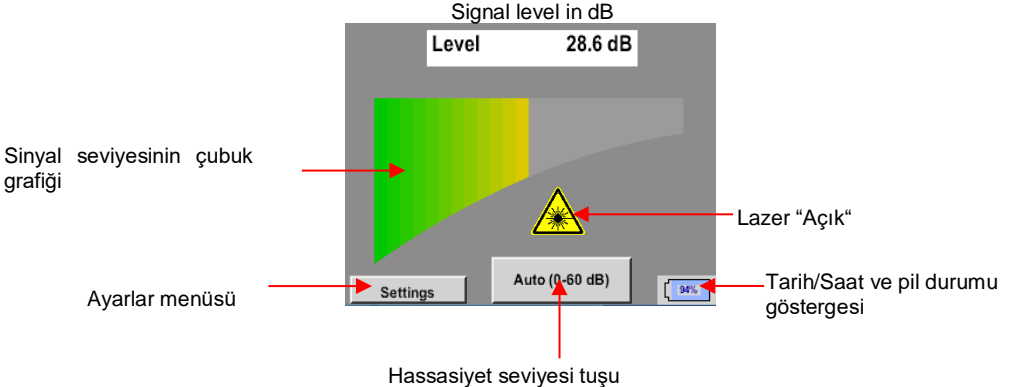 Signal level in dB
Level 28.6 dB
Sinyal seviyesinin çubuk
grafiği
Lazer “Açık“
Ayarlar menüsü
Settings
Auto (0-60 dB)
94%
Tarih/Saat ve pil durumu
göstergesi
Hassasiyet seviyesi tuşu